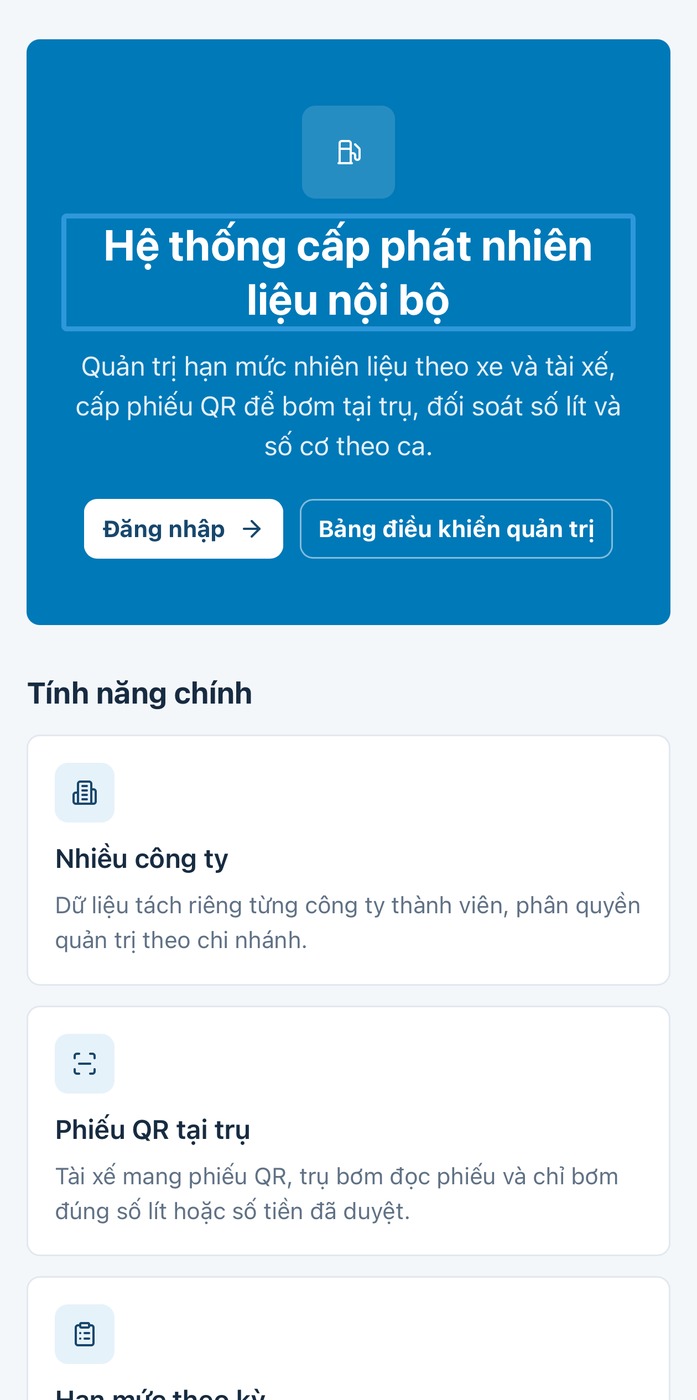 Hệ thống cấp phát nhiên
liệu nội bộ
Quản trị hạn mức nhiên liệu theo xe và tài xế,
cấp phiếu QR để bơm tại trụ, đối soát số lít và
số cơ theo ca.
Đăng nhập
Bảng điều khiển quản trị
Tính năng chính
Nhiều công ty
Dữ liệu tách riêng từng công ty thành viên, phân quyền
quản trị theo chi nhánh.
Phiếu QR tại trụ
Tài xế mang phiếu QR, trụ bơm đọc phiếu và chỉ bơm
đúng số lít hoặc số tiền đã duyệt.
Hạn mức theo kỳ